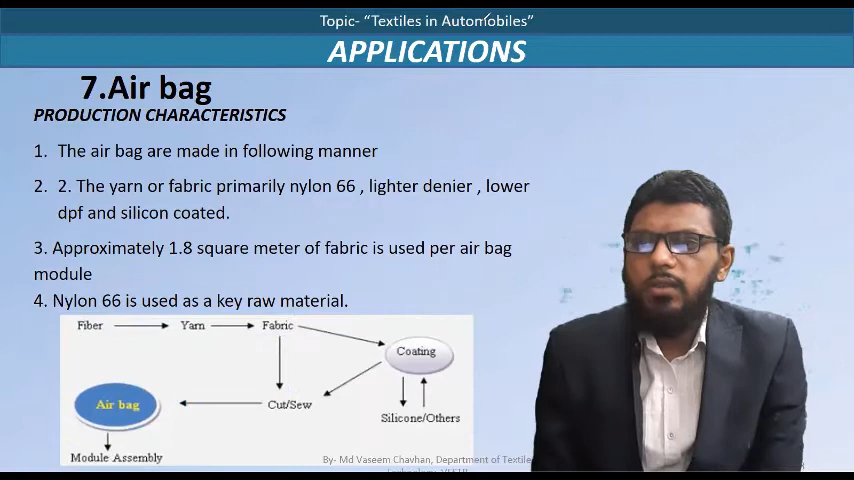 Topic- “Textiles in Automobiles”
APPLICATIONS
7.Air bag
PRODUCTION CHARACTERISTICS
1. The air bag are made in following manner
2. 2. The yarn or fabric primarily nylon 66 , lighter denier , lower
dpf and silicon coated.
3. Approximately 1.8 square meter of fabric is used per air bag
module
4. Nylon 66 is used as a key raw material.
Fiber Yarn Fabric
Coating
Air bag Cut/Sew
Silicone/Others
Module Assembly
By- Md Vaseem Chavhan, Department of Textile